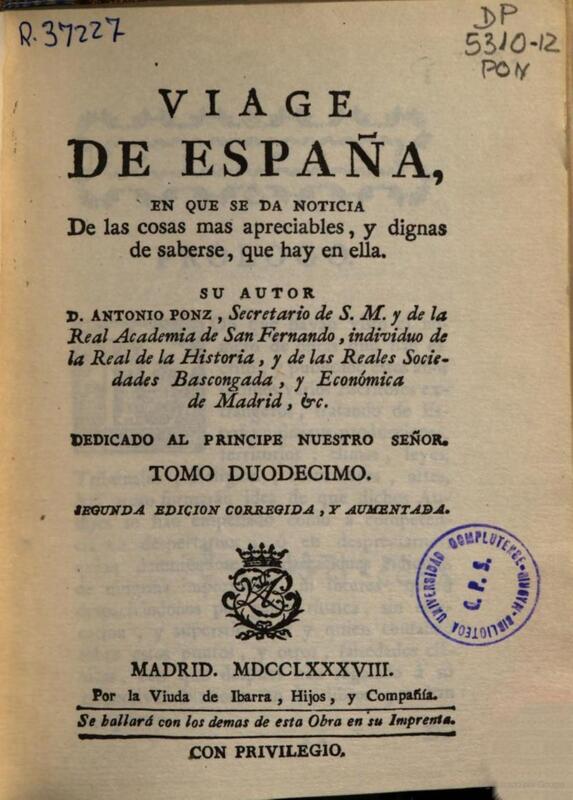 R.37227
DP
5310-12
PON
VIAGE
DE ESPAÑA,
EN QUE SE DA NOTICIA
De las cosas mas apreciables, y dignas
de saberse, que hay en ella.
SU AUTOR
D. ANTONIO PONZ, Secretario de S. M. y de la
Real Academia de San Fernando, individuo de
la Real de la Historia, y de las Reales Socie-
dades Bascongada, y Económica
de Madrid, &c.
DEDICADO AL PRINCIPE NUESTRO SEÑOR.
TOMO DUODECIMO.
SEGUNDA EDICION CORREGIDA, Y AUMENTADA.
UNIVERSIDAD COMPLUTENSE-MADRID-BIBLIOTECA
C. P. S.
MADRID. MDCCLXXXVIII.
Por la Viuda de Ibarra, Hijos, y Compañía.
Se hallará con los demas de esta Obra en su Imprenta.
CON PRIVILEGIO.